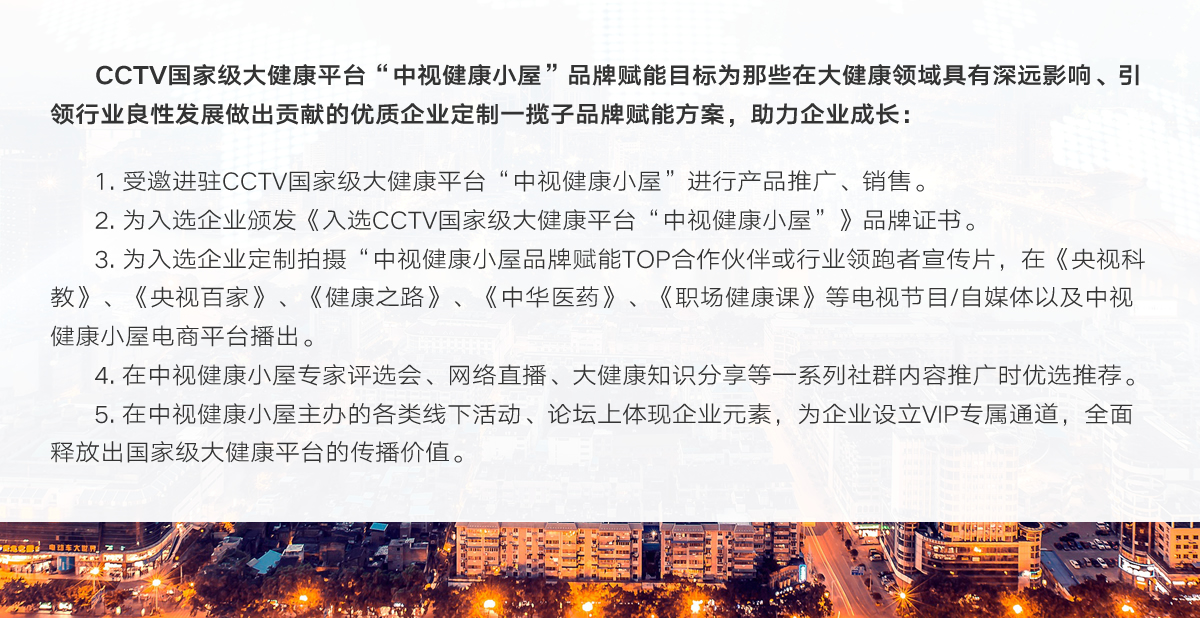 CCTV国家级大健康平台“中视健康小屋”品牌赋能目标为那些在大健康领域具有深远影响、引
领行业良性发展做出贡献的优质企业定制一揽子品牌赋能方案，助力企业成长：
1. 受邀进驻CCTV国家级大健康平台“中视健康小屋”进行产品推广、销售。
2. 为入选企业颁发《入选CCTV国家级大健康平台“中视健康小屋”》品牌证书。
3. 为入选企业定制拍摄“中视健康小屋品牌赋能TOP合作伙伴或行业领跑者宣传片，在《央视科
教》、《央视百家》、《健康之路》、《中华医药》、《职场健康课》等电视节目/自媒体以及中视
健康小屋电商平台播出。
4. 在中视健康小屋专家评选会、网络直播、大健康知识分享等一系列社群内容推广时优选推荐。
5. 在中视健康小屋主办的各类线下活动、论坛上体现企业元素，为企业设立VIP专属通道，全面
释放出国家级大健康平台的传播价值。
电动车大世界